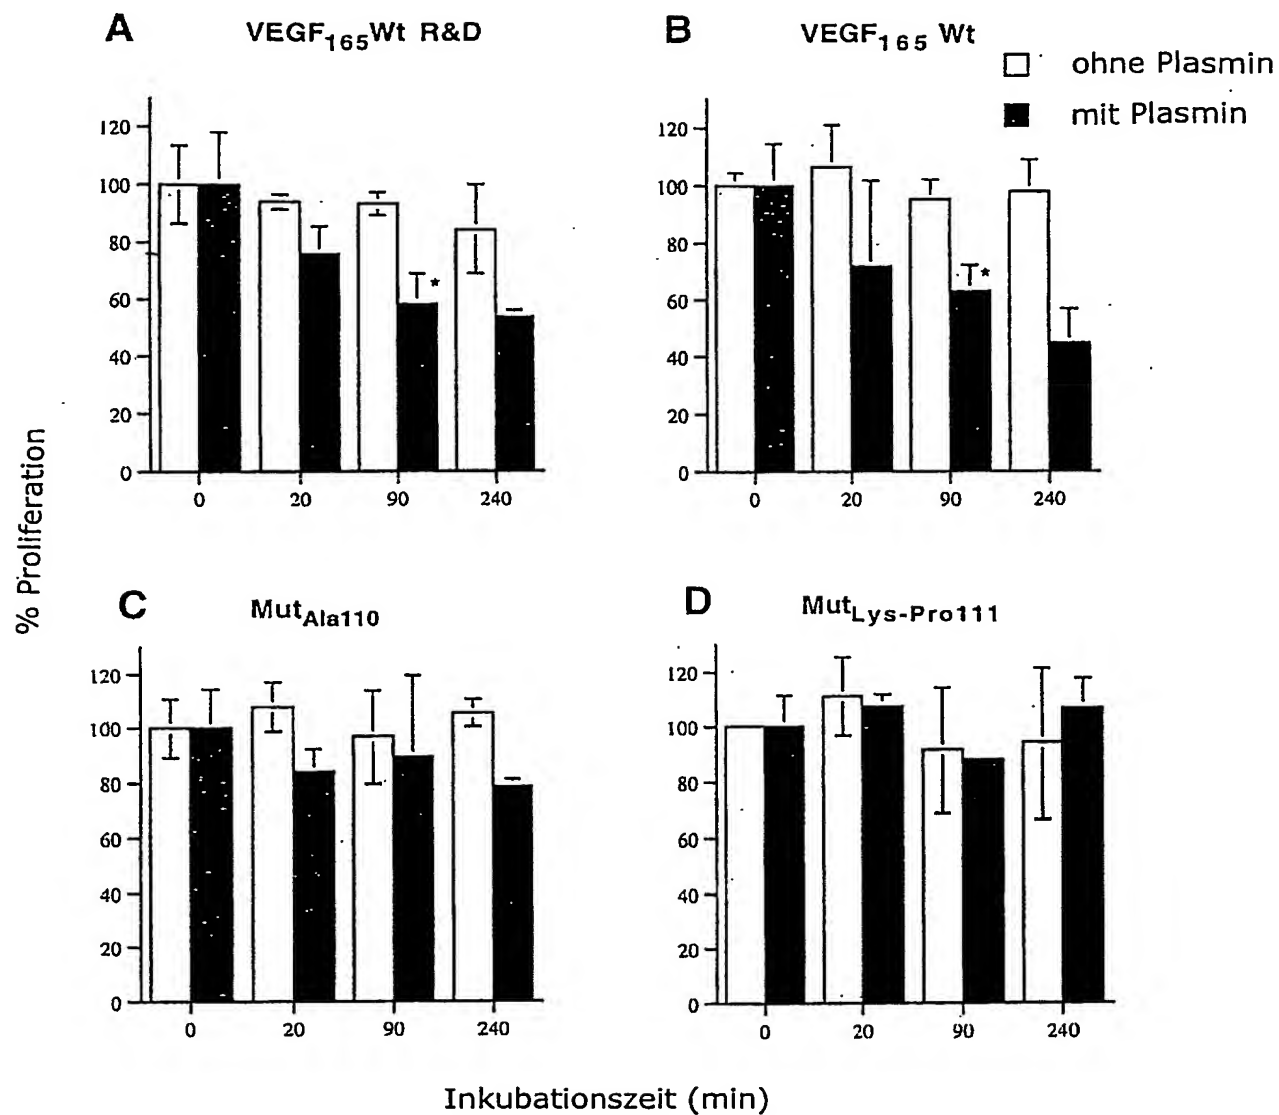 A VEGF165Wt R&D
B VEGF165 Wt
ohne Plasmin
mit Plasmin
120
100
80
60
40
20
0
0 20 90 240
*
120
100
80
60
40
20
0
0 20 90 240
*
% Proliferation
C MutAla110
D MutLys-Pro111
120
100
80
60
40
20
0
0 20 90 240
120
100
80
60
40
20
0
0 20 90 240
Inkubationszeit (min)